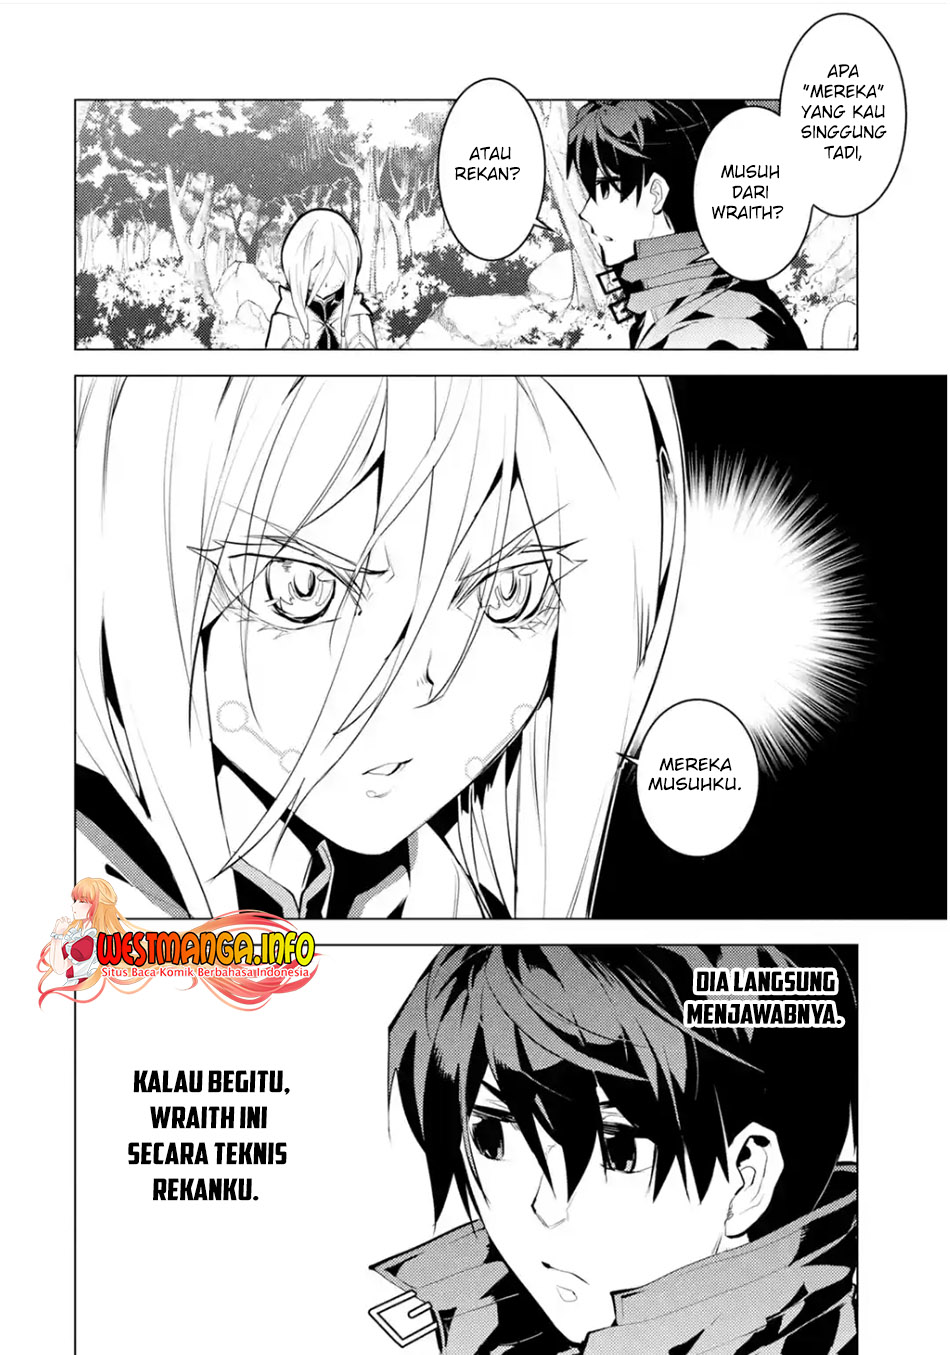 APA
"MEREKA"
YANG KAU
SINGGUNG
TADI,
MUSUH
DARI
WRAITH?
ATAU
REKAN?
MEREKA
MUSUHKU.
WESTMANGA.INFO
Situs Baca Komik Berbahasa Indonesia
DIA LANGSUNG
MENJAWABNYA.
KALAU BEGITU,
WRAITH INI
SECARA TEKNIS
REKANKU.